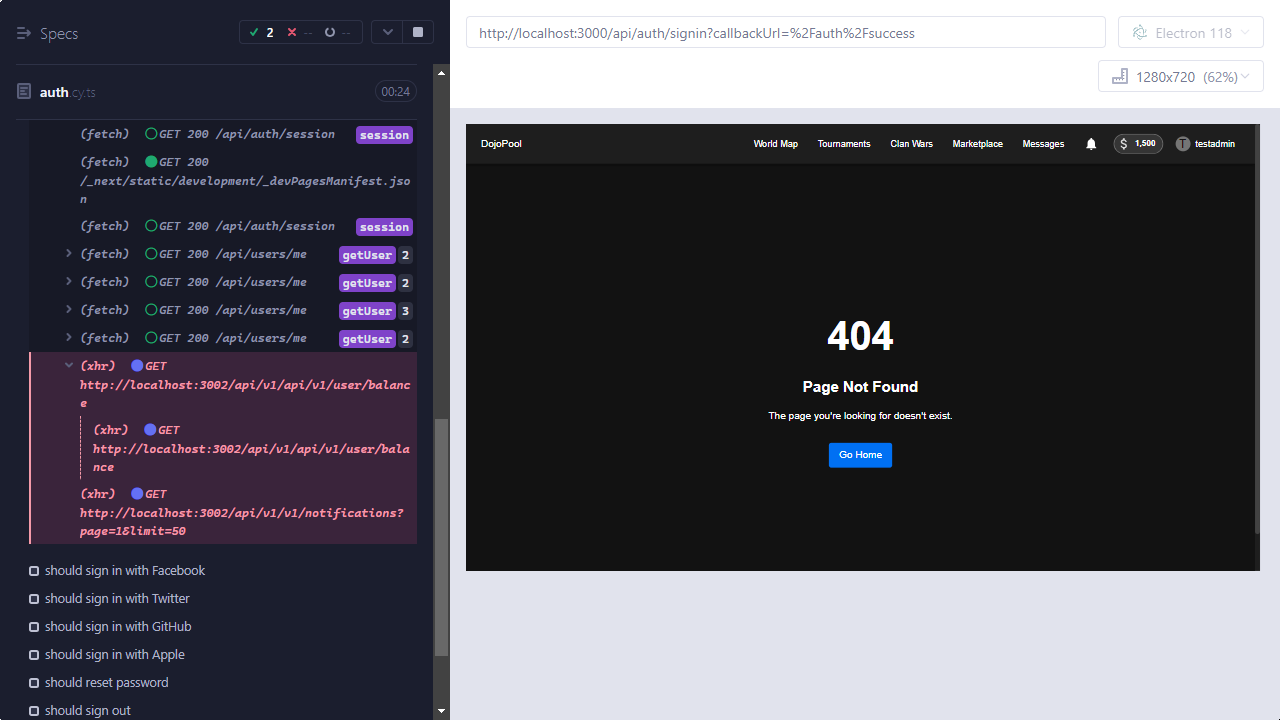 Specs
2 -- --
auth.cy.ts
00:24
(fetch) GET 200 /api/auth/session session
(fetch) GET 200
/_next/static/development/_devPagesManifest.jso
n
(fetch) GET 200 /api/auth/session session
(fetch) GET 200 /api/users/me getUser 2
(fetch) GET 200 /api/users/me getUser 2
(fetch) GET 200 /api/users/me getUser 3
(fetch) GET 200 /api/users/me getUser 2
(xhr) GET
http://localhost:3002/api/v1/api/v1/user/balanc
e
(xhr) GET
http://localhost:3002/api/v1/api/v1/user/bala
nce
(xhr) GET
http://localhost:3002/api/v1/v1/notifications?
page=1&limit=50
should sign in with Facebook
should sign in with Twitter
should sign in with GitHub
should sign in with Apple
should reset password
should sign out
http://localhost:3000/api/auth/signin?callbackUrl=%2Fauth%2Fsuccess
Electron 118
1280x720 (62%)
DojoPool World Map Tournaments Clan Wars Marketplace Messages $ 1,500 T testadmin
404
Page Not Found
The page you're looking for doesn't exist.
Go Home